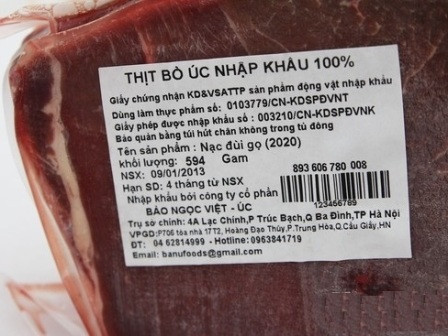 THỊT BÒ ÚC NHẬP KHẨU 100%
Giấy chứng nhận KD&VSATTP sản phẩm động vật nhập khẩu
Dùng làm thực phẩm số: 0103779/CN-KDSPĐVNT
Giấy phép được nhập khẩu số: 003210/CN-KDSPĐVNK
Bảo quản bằng túi hút chân không trong tủ đông
Tên sản phẩm : Nạc đùi gọ (2020)
khối lượng: 594 Gam
NSX: 09/01/2013
893 606 780 008
Hạn SD: 4 tháng từ NSX
Nhập khẩu bởi công ty cổ phần
123456789
BẢO NGỌC VIỆT - ÚC
Trụ sở chính: 4A Lạc Chính,P Trúc Bạch,Q Ba Đình,TP Hà Nội
VPGD:P706 tòa nhà 17T2, Hoàng Đạo Thúy,P.Trung Hòa,Q.Cầu Giấy,HN
ĐT: 04 62814999 - Hotline:0963841719
Email: banufoods@gmail.com